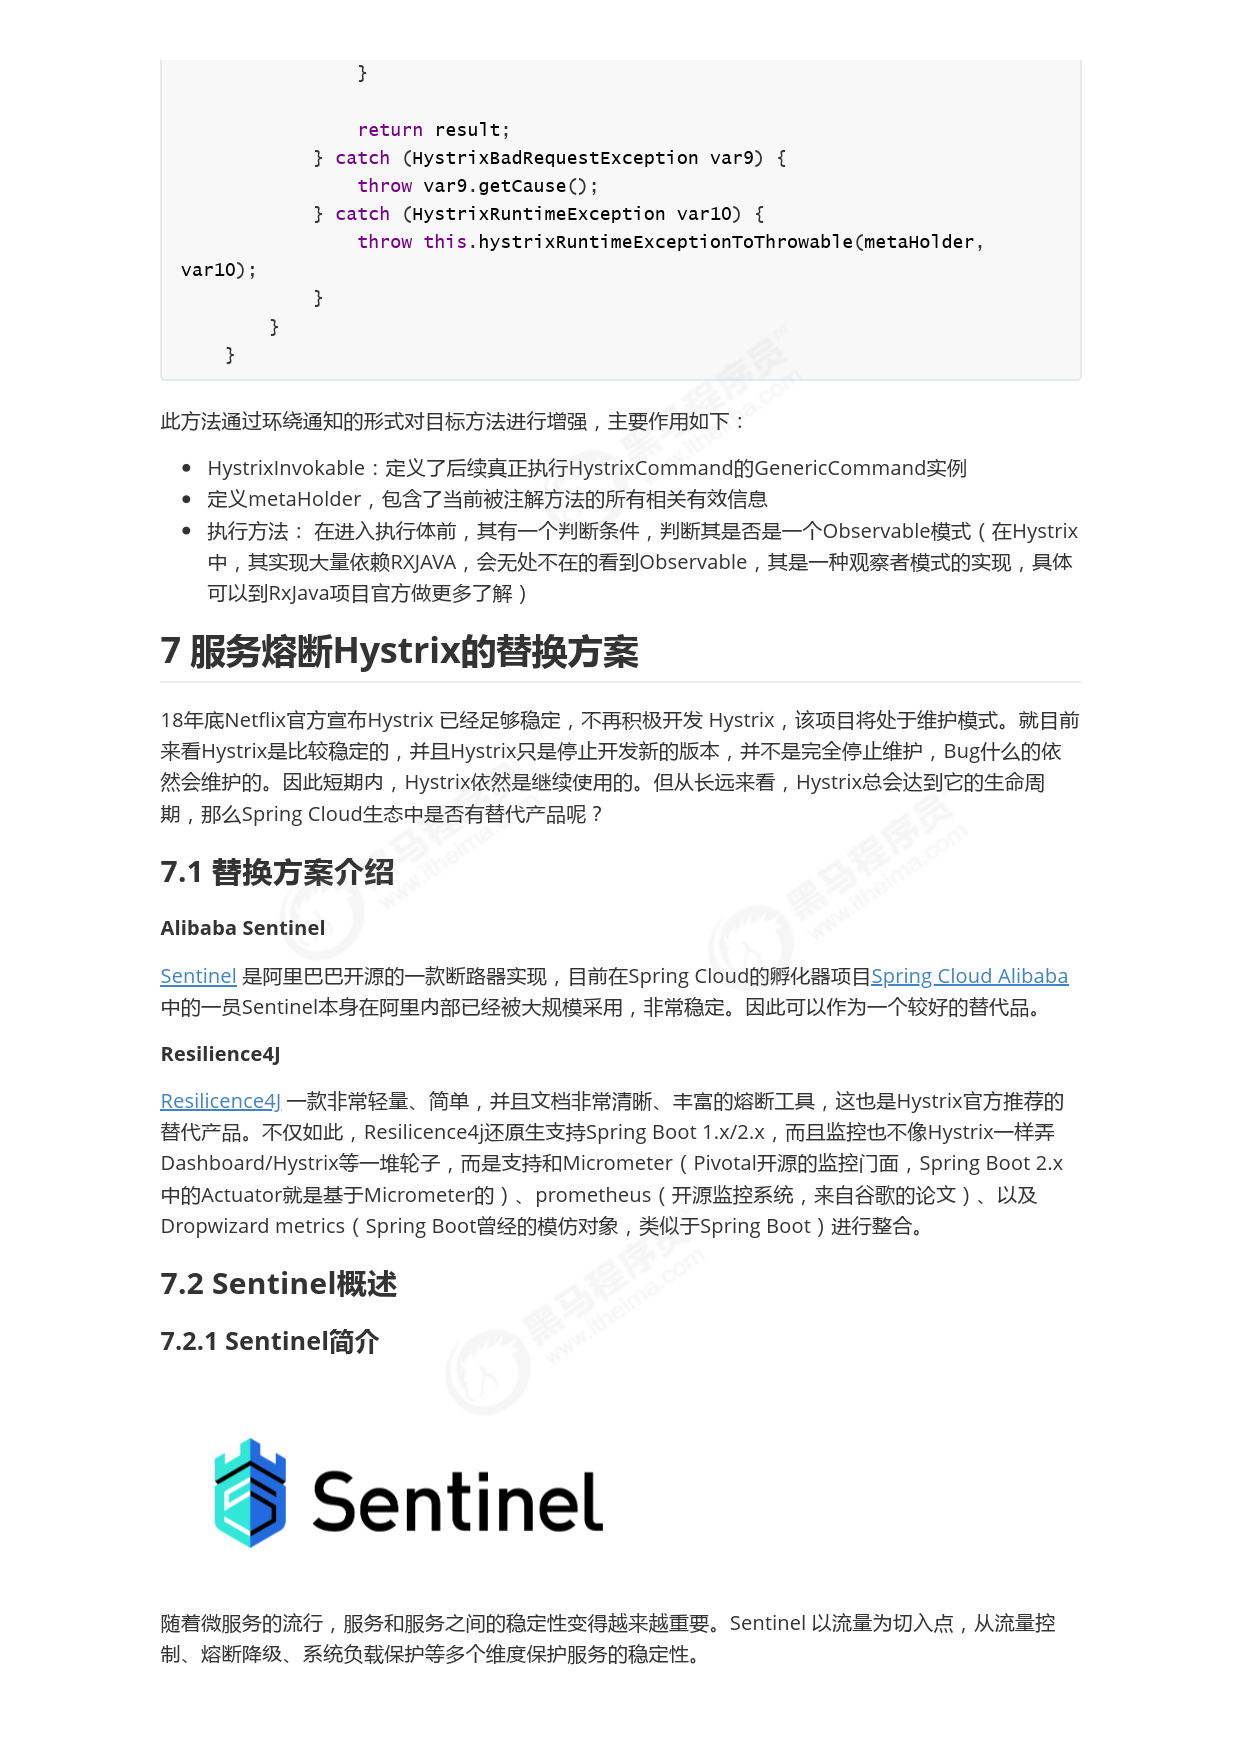 }
return result;
} catch (HystrixBadRequestException var9) {
throw var9.getCause();
} catch (HystrixRuntimeException var10) {
throw this.hystrixRuntimeExceptionToThrowable(metaHolder,
var10);
}
}
}
此方法通过环绕通知的形式对目标方法进行增强，主要作用如下：
HystrixInvokable：定义了后续真正执行HystrixCommand的GenericCommand实例
定义metaHolder，包含了当前被注解方法的所有相关有效信息
执行方法： 在进入执行体前，其有一个判断条件，判断其是否是一个Observable模式（在Hystrix
中，其实现大量依赖RXJAVA，会无处不在的看到Observable，其是一种观察者模式的实现，具体
可以到RxJava项目官方做更多了解）
7 服务熔断Hystrix的替换方案
18年底Netflix官方宣布Hystrix 已经足够稳定，不再积极开发 Hystrix，该项目将处于维护模式。就目前
来看Hystrix是比较稳定的，并且Hystrix只是停止开发新的版本，并不是完全停止维护，Bug什么的依
然会维护的。因此短期内，Hystrix依然是继续使用的。但从长远来看，Hystrix总会达到它的生命周
期，那么Spring Cloud生态中是否有替代产品呢？
7.1 替换方案介绍
Alibaba Sentinel
Sentinel 是阿里巴巴开源的一款断路器实现，目前在Spring Cloud的孵化器项目Spring Cloud Alibaba
中的一员Sentinel本身在阿里内部已经被大规模采用，非常稳定。因此可以作为一个较好的替代品。
Resilience4J
Resilicence4J 一款非常轻量、简单，并且文档非常清晰、丰富的熔断工具，这也是Hystrix官方推荐的
替代产品。不仅如此，Resilicence4j还原生支持Spring Boot 1.x/2.x，而且监控也不像Hystrix一样弄
Dashboard/Hystrix等一堆轮子，而是支持和Micrometer（Pivotal开源的监控门面，Spring Boot 2.x
中的Actuator就是基于Micrometer的）、prometheus（开源监控系统，来自谷歌的论文）、以及
Dropwizard metrics（Spring Boot曾经的模仿对象，类似于Spring Boot）进行整合。
7.2 Sentinel概述
7.2.1 Sentinel简介
Sentinel
随着微服务的流行，服务和服务之间的稳定性变得越来越重要。Sentinel 以流量为切入点，从流量控
制、熔断降级、系统负载保护等多个维度保护服务的稳定性。
黑马程序员™
www.itheima.com
黑马程序员
www.itheima.com
黑马程序员
www.itheima.com
黑马程序员
www.itheima.com